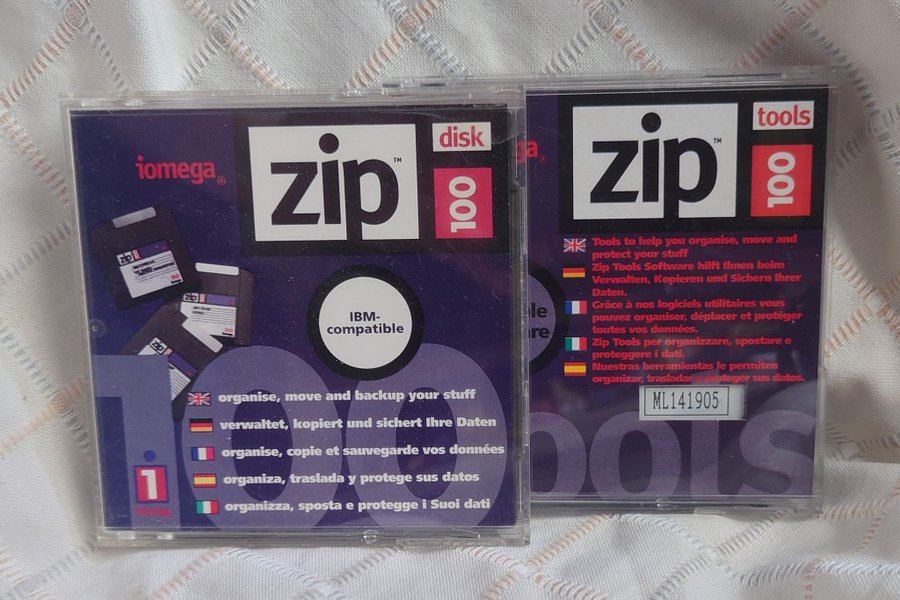 iomega®
zip™
disk
100
IBM-
compatible
organise, move and backup your stuff
verwaltet, kopiert und sichert Ihre Daten
organise, copie et sauvegarde vos données
organiza, traslada y protege sus datos
organizza, sposta e protegge i Suoi dati
100
zip
zip
100
zip™
tools
100
Tools to help you organise, move and
protect your stuff
Zip Tools Software hilft Ihnen beim
Verwalten, Kopieren und Sichern Ihrer
Daten.
Grâce à nos logiciels utilitaires vous
pouvez organiser, déplacer et protéger
toutes vos données.
Zip Tools per organizzare, spostare e
proteggere i dati.
Nuestras herramientas le permiten
organizar, trasladar y proteger sus datos.
ML141905